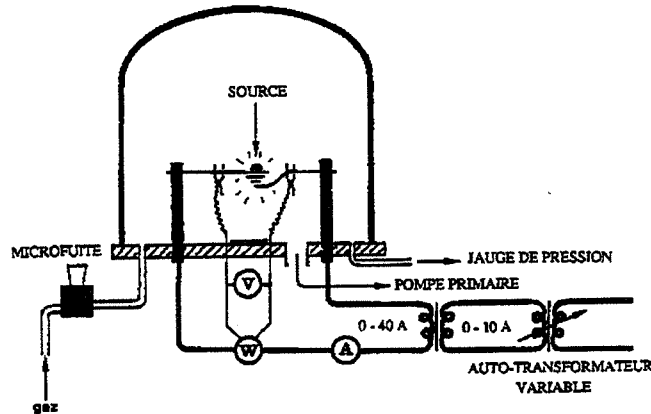 SOURCE
MICROFUITE
JAUGE DE PRESSION
POMPE PRIMAIRE
V
0 - 40 A
0 - 10 A
W
A
AUTO-TRANSFORMATEUR
VARIABLE
gaz